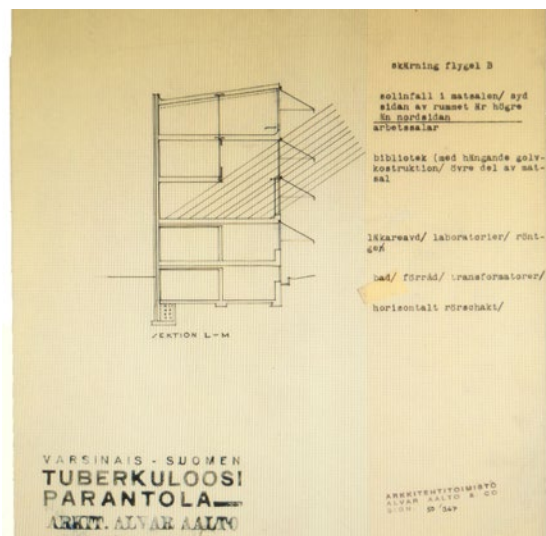 skärning flygel B
solinfall i matsalen/ syd
sidan av rummet är högre
än nordsidan
arbetssalar
bibliotek (med hängande golv-
kostruktion/ övre del av mat-
sal
läkareavd/ laboratorier/ rönt-
gen
bad/ förråd/ transformatorer/
horisontalt rörschakt/
SEKTION L-M
VARSINAIS - SUOMEN
TUBERKULOOSI
PARANTOLA
ARKIT. ALVAR AALTO
ARKKITEHTITOIMISTO
ALVAR AALTO & CO
SIGN. 50